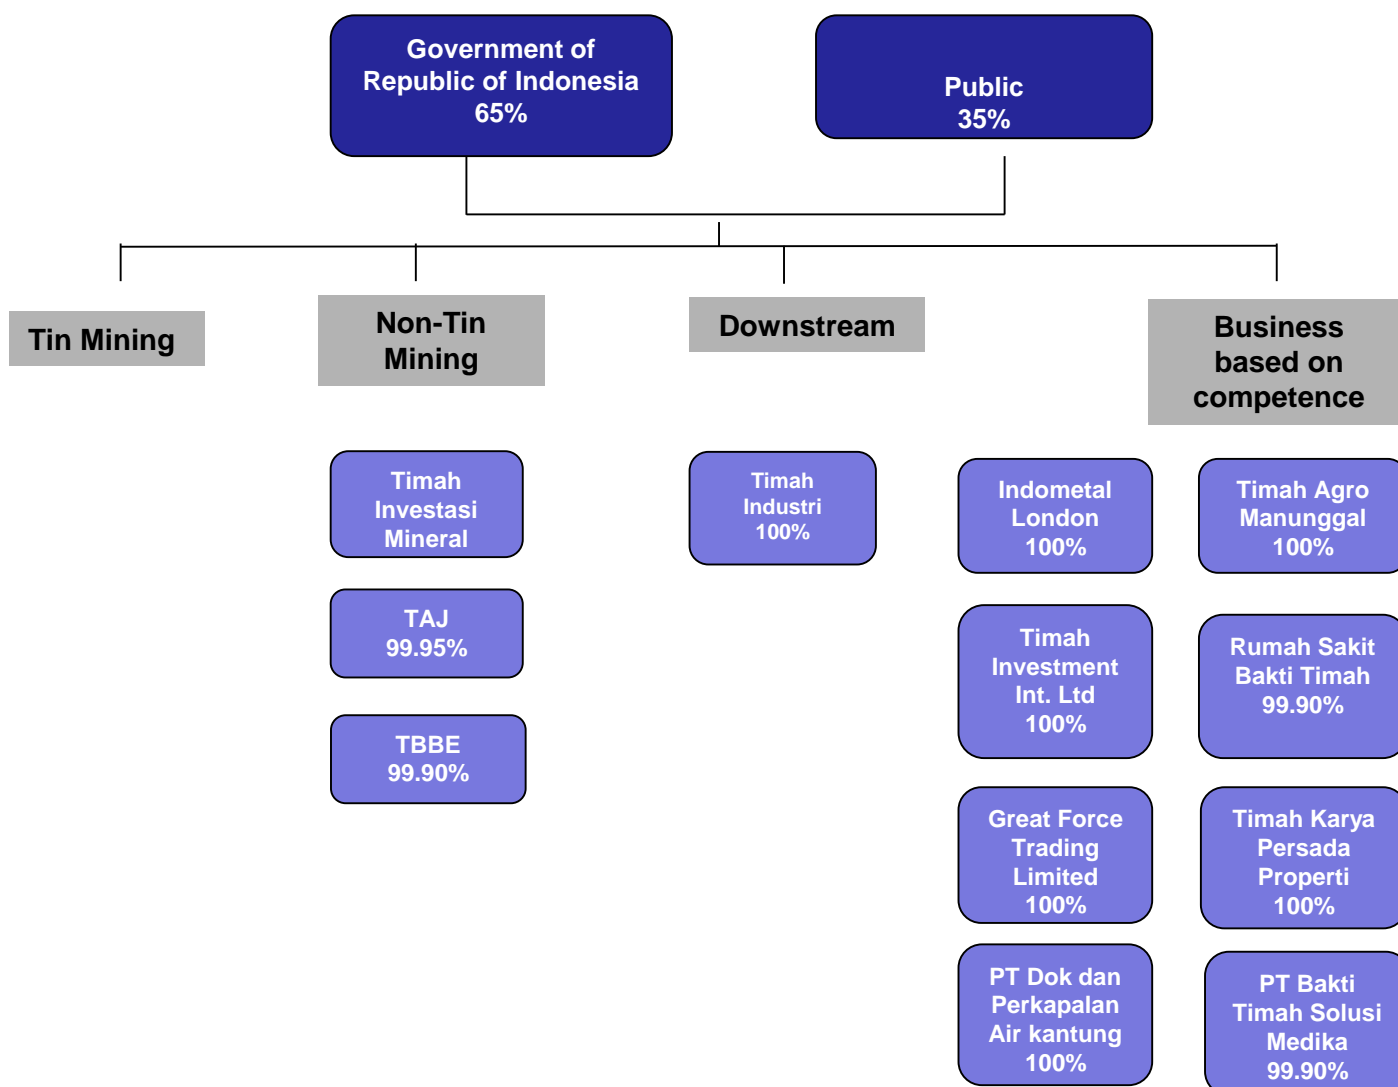 Government of
Republic of Indonesia
65%
Public
35%
Tin Mining
Non-Tin
Mining
Downstream
Business
based on
competence
Timah
Investasi
Mineral
TAJ
99.95%
TBBE
99.90%
Timah
Industri
100%
Indometal
London
100%
Timah
Investment
Int. Ltd
100%
Great Force
Trading
Limited
100%
PT Dok dan
Perkapalan
Air kantung
100%
Timah Agro
Manunggal
100%
Rumah Sakit
Bakti Timah
99.90%
Timah Karya
Persada
Properti
100%
PT Bakti
Timah Solusi
Medika
99.90%